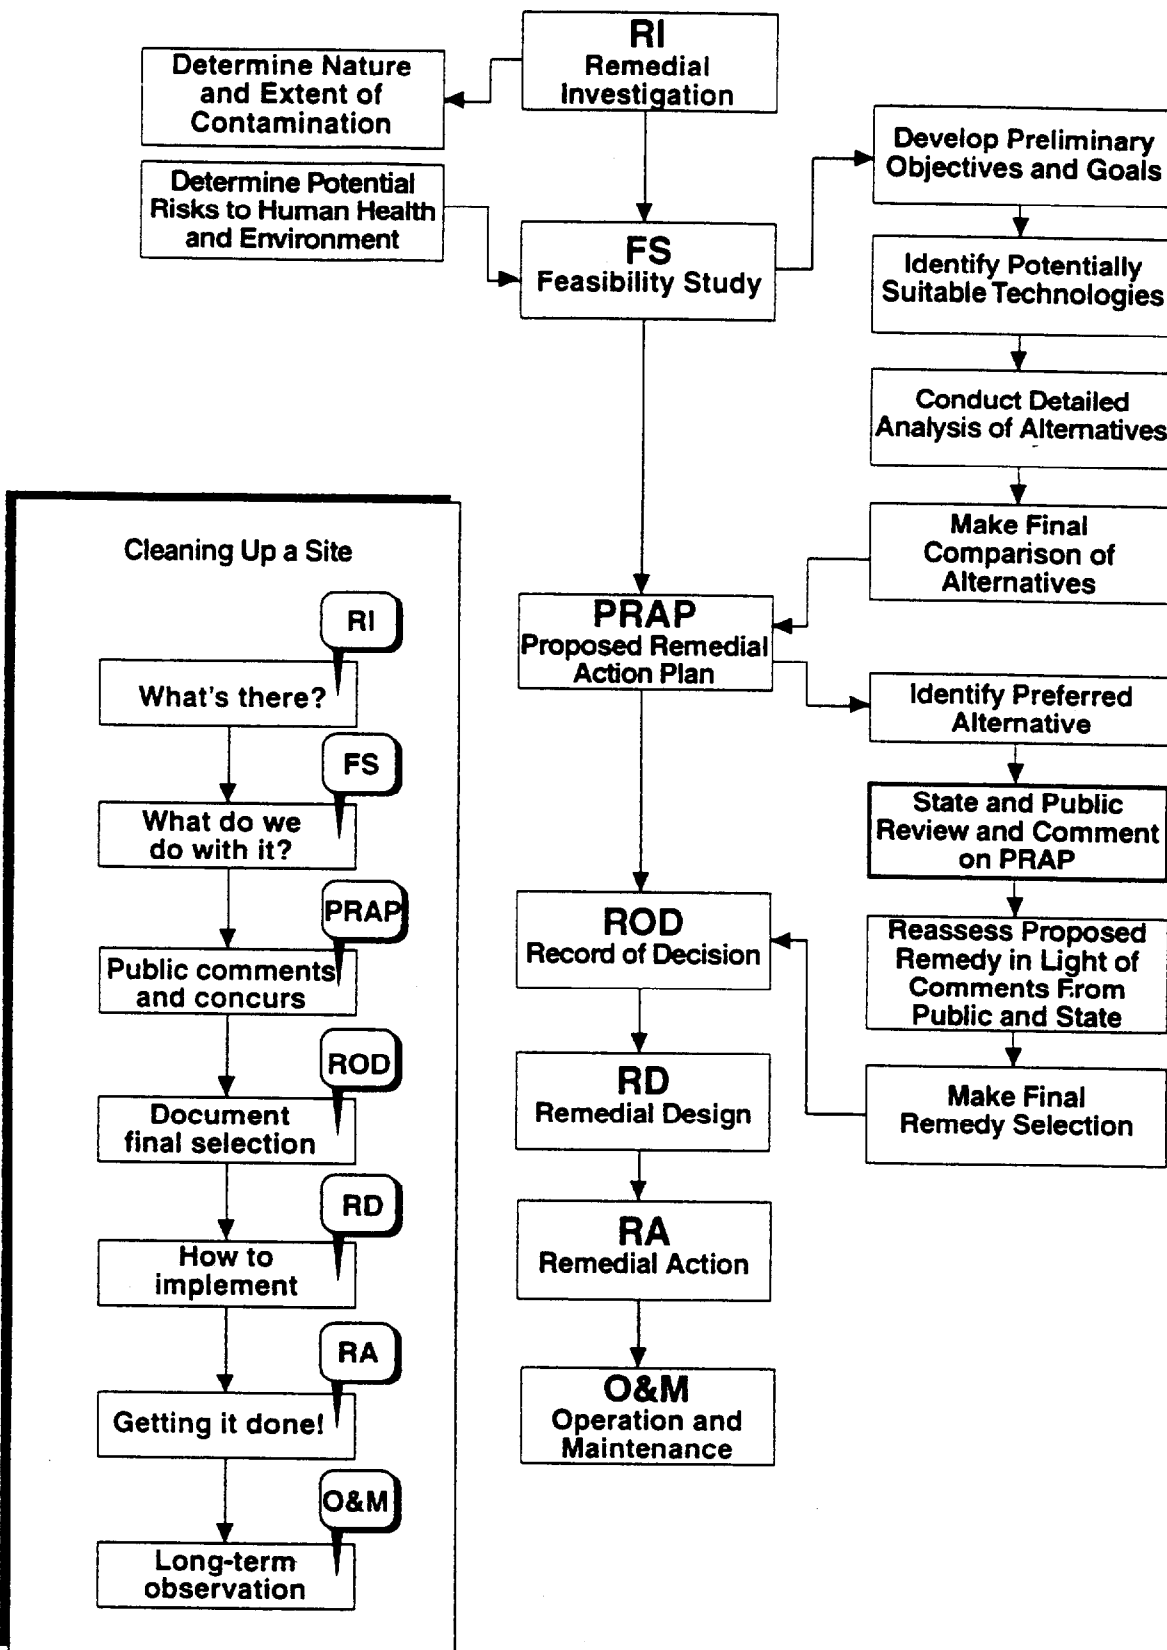 RI
Remedial
Investigation
Determine Nature
and Extent of
Contamination
Determine Potential
Risks to Human Health
and Environment
FS
Feasibility Study
Develop Preliminary
Objectives and Goals
Identify Potentially
Suitable Technologies
Conduct Detailed
Analysis of Alternatives
Make Final
Comparison of
Alternatives
PRAP
Proposed Remedial
Action Plan
Identify Preferred
Alternative
State and Public
Review and Comment
on PRAP
Reassess Proposed
Remedy in Light of
Comments From
Public and State
Make Final
Remedy Selection
ROD
Record of Decision
RD
Remedial Design
RA
Remedial Action
O&M
Operation and
Maintenance
Cleaning Up a Site
RI
What's there?
FS
What do we
do with it?
PRAP
Public comments
and concurs
ROD
Document
final selection
RD
How to
implement
RA
Getting it done!
O&M
Long-term
observation